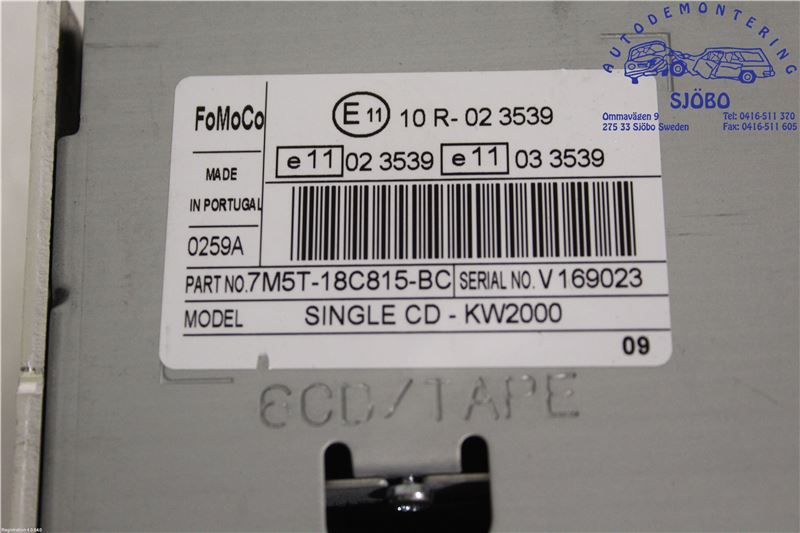 AUTODEMONTERING
SJÖBO
Ommavägen 9
275 33 Sjöbo Sweden
Tel: 0416-511 370
Fax: 0416-511 605
FoMoCo
E 11 10 R- 02 3539
e 11 02 3539 e 11 03 3539
MADE
IN PORTUGAL
0259A
PART NO. 7M5T-18C815-BC SERIAL NO. V 169023
MODEL SINGLE CD - KW2000
09
6CD/TAPE